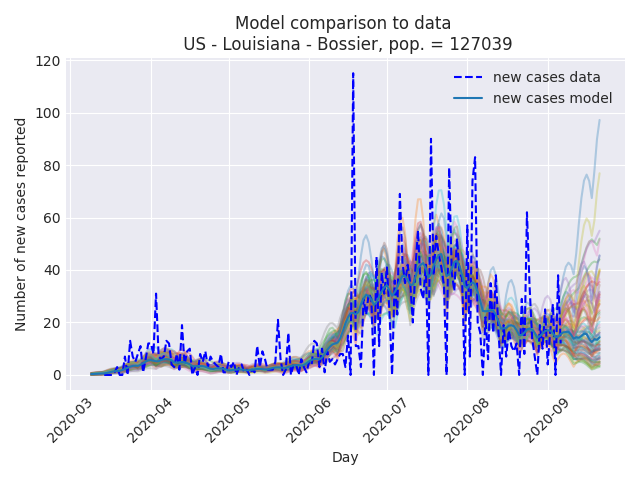 Model comparison to data
US - Louisiana - Bossier, pop. = 127039
new cases data
new cases model
Number of new cases reported
120
100
80
60
40
20
0
2020-03
2020-04
2020-05
2020-06
2020-07
2020-08
2020-09
Day